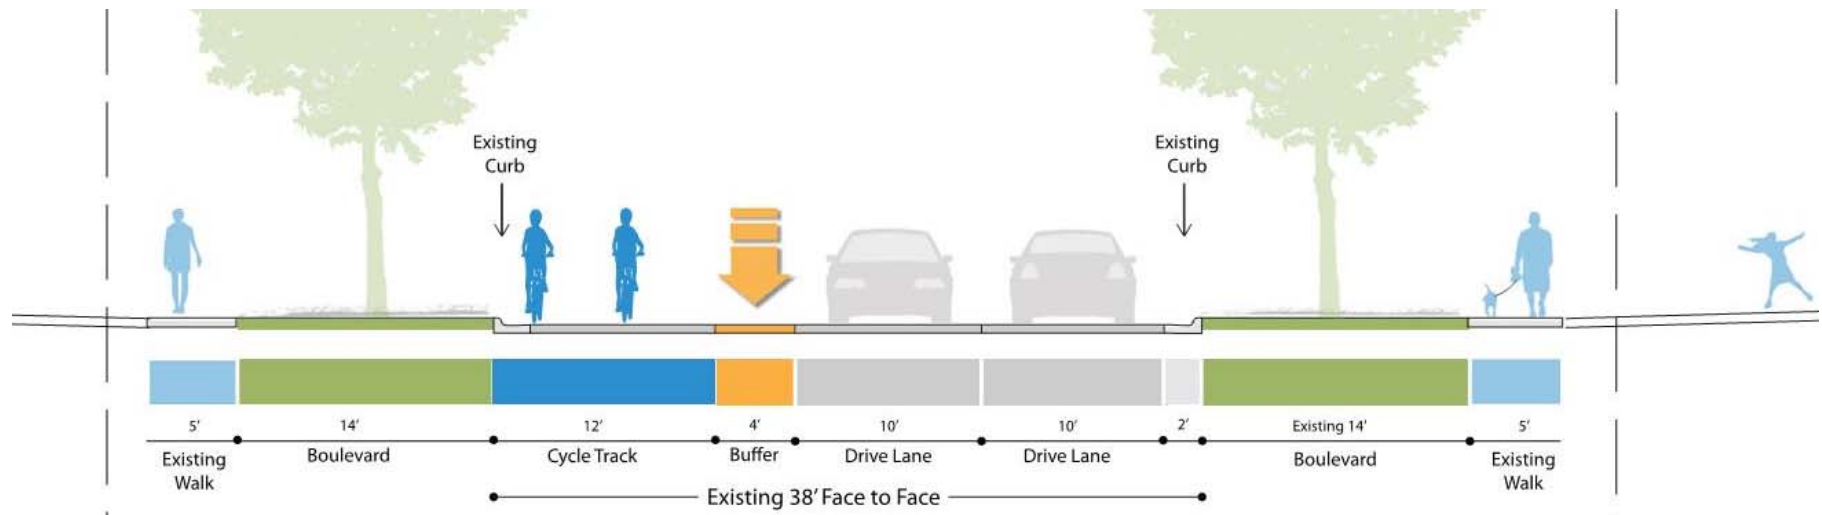 Existing
Curb
Existing
Curb
5'
14'
12'
4'
10'
10'
2'
Existing 14'
5'
Existing
Walk
Boulevard
Cycle Track
Buffer
Drive Lane
Drive Lane
Boulevard
Existing
Walk
Existing 38' Face to Face